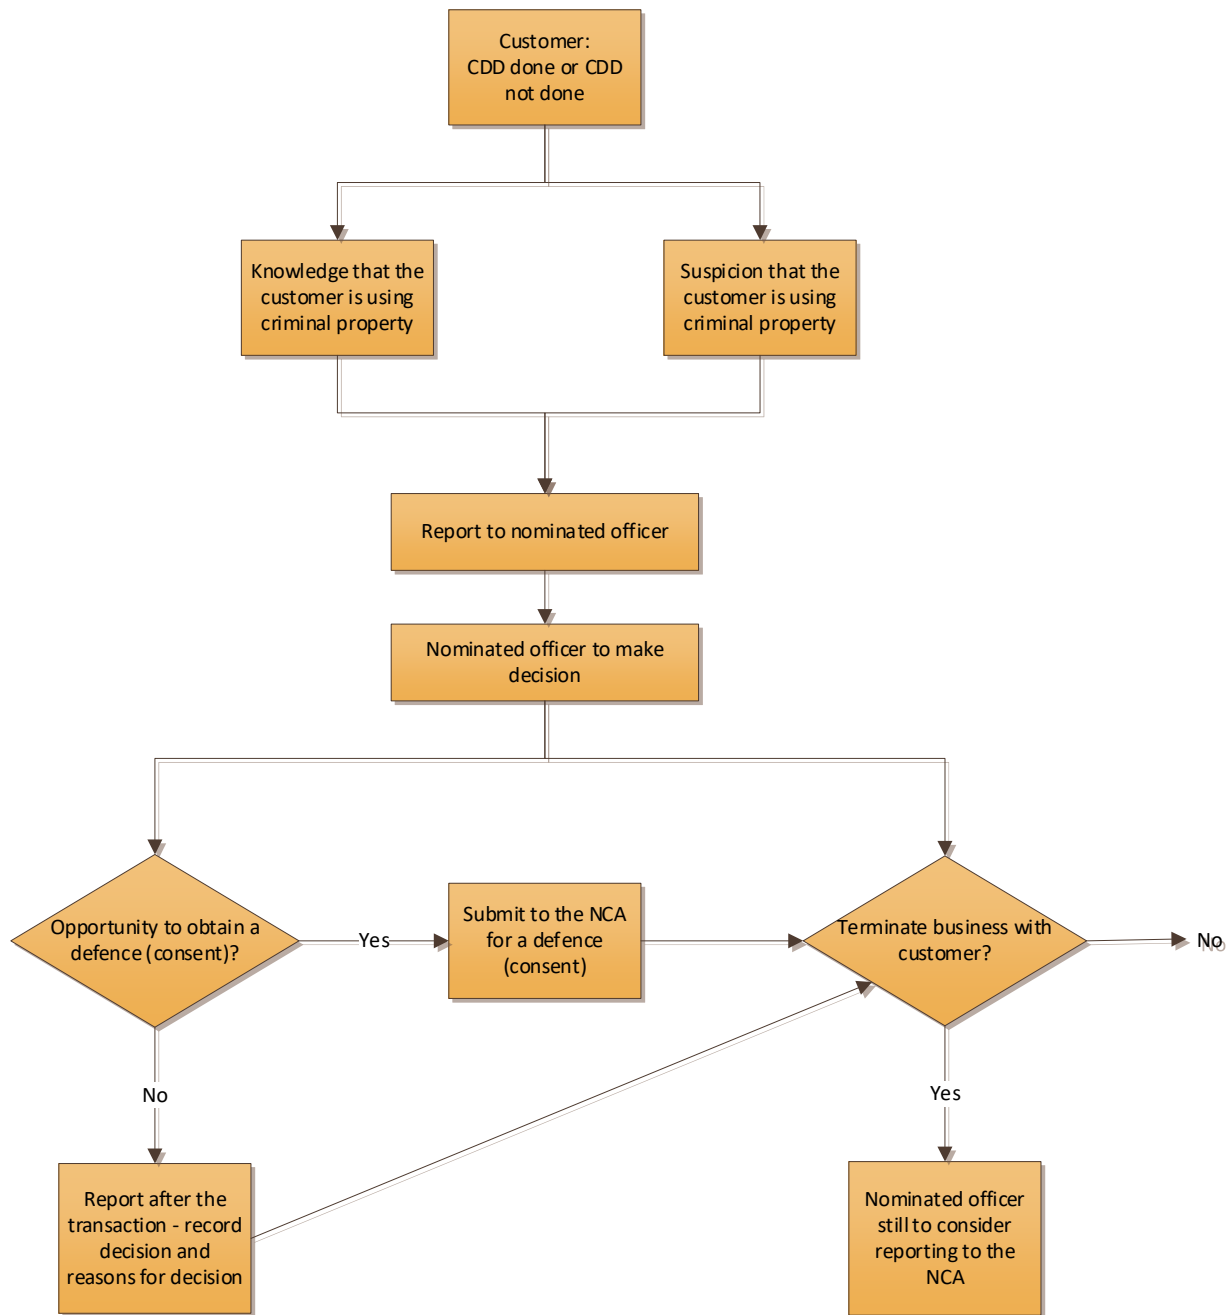 Customer:
CDD done or CDD
not done
Knowledge that the
customer is using
criminal property
Suspicion that the
customer is using
criminal property
Report to nominated officer
Nominated officer to make
decision
Opportunity to obtain a
defence (consent)?
Yes
Submit to the NCA
for a defence
(consent)
Terminate business with
customer?
No
No
Yes
Report after the
transaction - record
decision and
reasons for decision
Nominated officer
still to consider
reporting to the
NCA